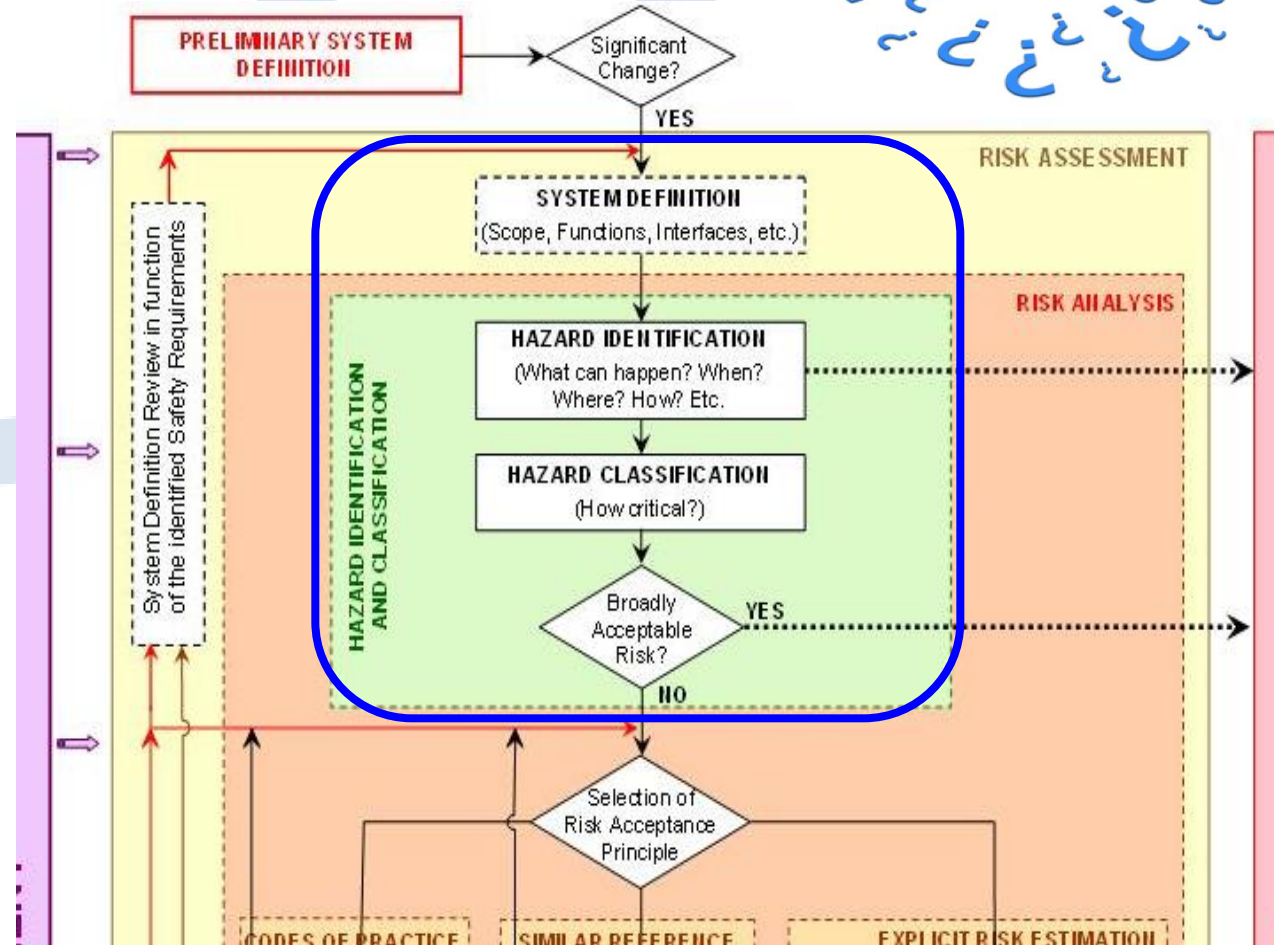 PRELIMINARY SYSTEM
DEFINITION
Significant
Change?
YES
RISK ASSESSMENT
SYSTEM DEFINITION
(Scope, Functions, Interfaces, etc.)
System Definition Review in function
of the identified Safety Requirements
RISK ANALYSIS
HAZARD IDENTIFICATION
AND CLASSIFICATION
HAZARD IDENTIFICATION
(What can happen? When?
Where? How? Etc.
HAZARD CLASSIFICATION
(How critical?)
Broadly
Acceptable
Risk?
YES
NO
Selection of
Risk Acceptance
Principle
CODES OF PRACTICE
SIMILAR REFERENCE
EXPLICIT RISK ESTIMATION